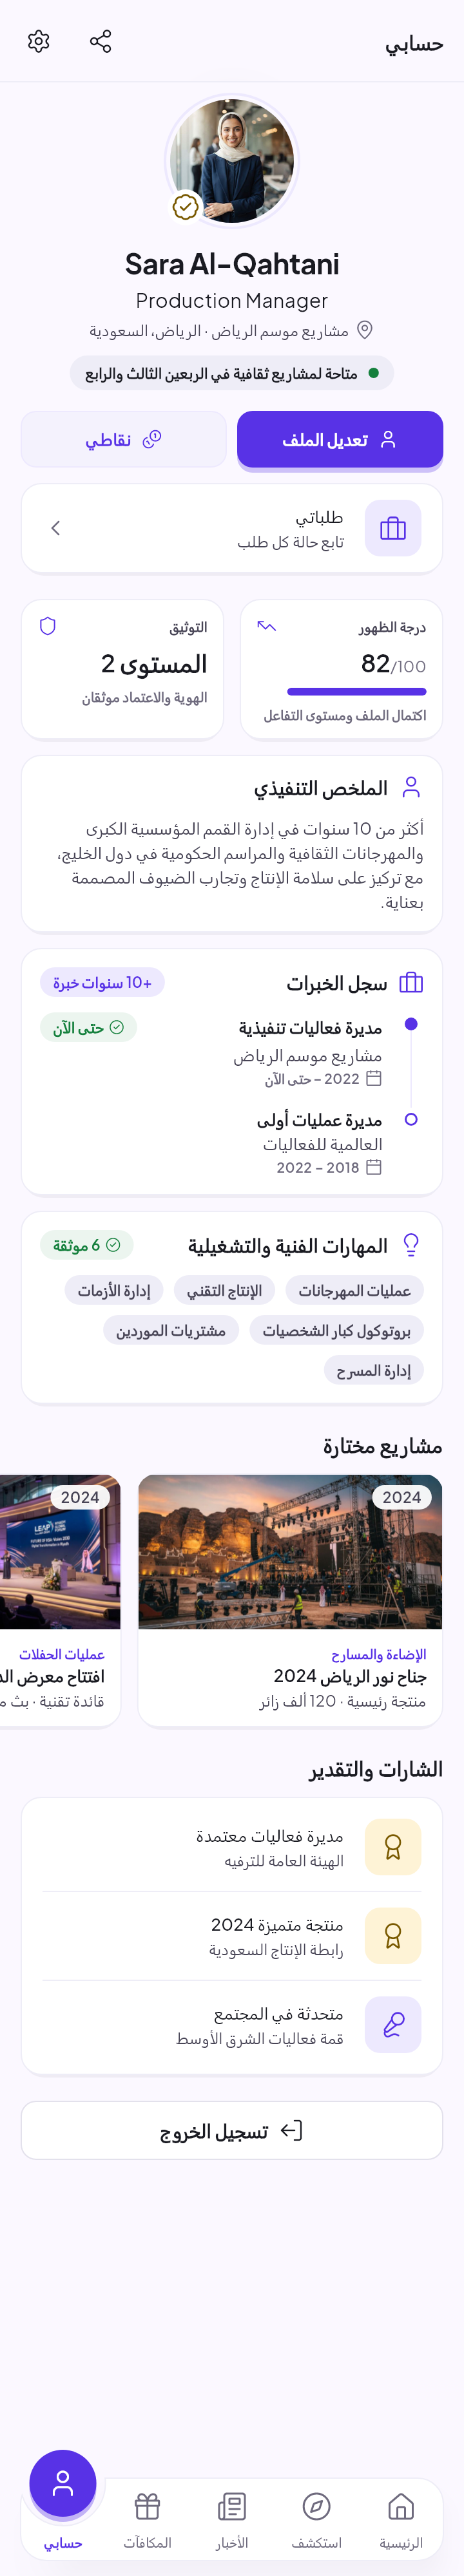 حسابي
Sara Al-Qahtani
Production Manager
مشاريع موسم الرياض · الرياض، السعودية
متاحة لمشاريع ثقافية في الربعين الثالث والرابع
تعديل الملف
نقاطي
طلباتي
تابع حالة كل طلب
درجة الظهور
82/100
اكتمال الملف ومستوى التفاعل
التوثيق
المستوى 2
الهوية والاعتماد موثقان
الملخص التنفيذي
أكثر من 10 سنوات في إدارة القمم المؤسسية الكبرى
والمهرجانات الثقافية والمراسم الحكومية في دول الخليج،
مع تركيز على سلامة الإنتاج وتجارب الضيوف المصممة
بعناية.
سجل الخبرات
+10 سنوات خبرة
مديرة فعاليات تنفيذية
حتى الآن
مشاريع موسم الرياض
2022 – حتى الآن
مديرة عمليات أولى
العالمية للفعاليات
2018 – 2022
المهارات الفنية والتشغيلية
6 موثقة
عمليات المهرجانات
الإنتاج التقني
إدارة الأزمات
بروتوكول كبار الشخصيات
مشتريات الموردين
إدارة المسرح
مشاريع مختارة
2024
الإضاءة والمسارح
جناح نور الرياض 2024
منتجة رئيسية · 120 ألف زائر
2024
LEAP
عمليات الحفلات
افتتاح معرض الد
قائدة تقنية · بث م
الشارات والتقدير
مديرة فعاليات معتمدة
الهيئة العامة للترفيه
منتجة متميزة 2024
رابطة الإنتاج السعودية
متحدثة في المجتمع
قمة فعاليات الشرق الأوسط
تسجيل الخروج
الرئيسية
استكشف
الأخبار
المكافآت
حسابي